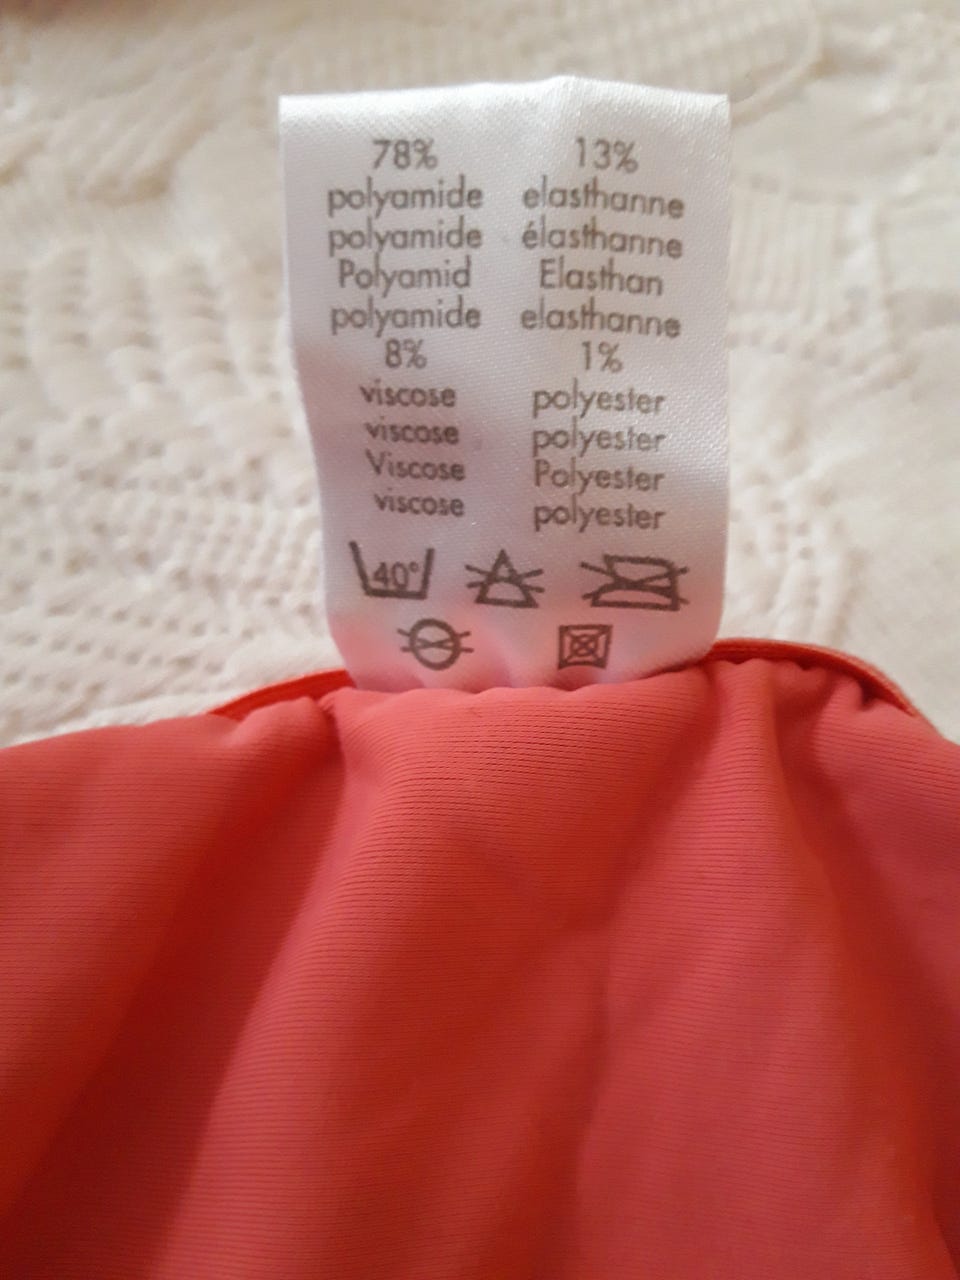 78% 13%
polyamide elasthanne
polyamide élasthanne
Polyamid Elasthan
polyamide elasthanne
8% 1%
viscose polyester
viscose polyester
Viscose Polyester
viscose polyester
40°